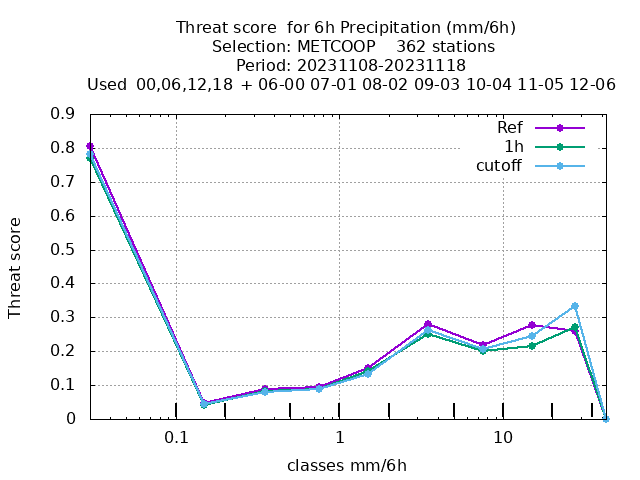 Threat score  for 6h Precipitation (mm/6h)
Selection: METCOOP    362 stations
Period: 20231108-20231118
Used  00,06,12,18  + 06-00 07-01 08-02 09-03 10-04 11-05 12-06
Ref
1h
cutoff
0.9
0.8
0.7
0.6
0.5
0.4
0.3
0.2
0.1
0
Threat score
0.1 1 10
classes mm/6h